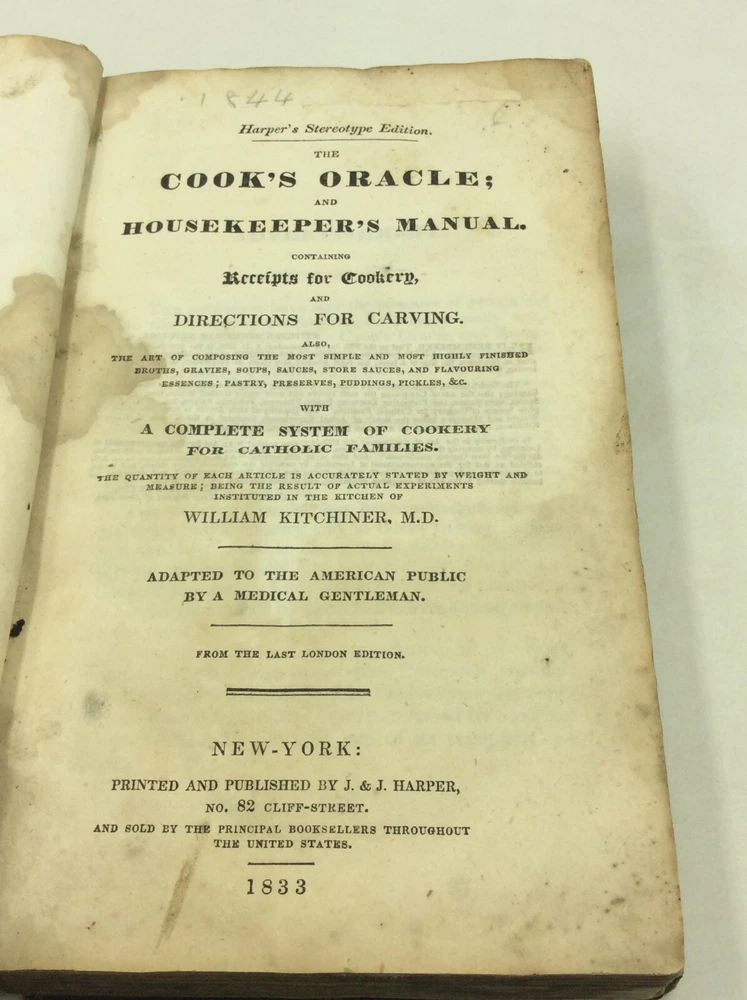 1844
Harper's Stereotype Edition.
THE
COOK'S ORACLE;
AND
HOUSEKEEPER'S MANUAL.
CONTAINING
Receipts for Cookery,
AND
DIRECTIONS FOR CARVING.
ALSO,
THE ART OF COMPOSING THE MOST SIMPLE AND MOST HIGHLY FINISHED
BROTHS, GRAVIES, SOUPS, SAUCES, STORE SAUCES, AND FLAVOURING
ESSENCES; PASTRY, PRESERVES, PUDDINGS, PICKLES, &c.
WITH
A COMPLETE SYSTEM OF COOKERY
FOR CATHOLIC FAMILIES.
THE QUANTITY OF EACH ARTICLE IS ACCURATELY STATED BY WEIGHT AND
MEASURE; BEING THE RESULT OF ACTUAL EXPERIMENTS
INSTITUTED IN THE KITCHEN OF
WILLIAM KITCHINER, M.D.
ADAPTED TO THE AMERICAN PUBLIC
BY A MEDICAL GENTLEMAN.
FROM THE LAST LONDON EDITION.
NEW-YORK:
PRINTED AND PUBLISHED BY J. & J. HARPER,
NO. 82 CLIFF-STREET.
AND SOLD BY THE PRINCIPAL BOOKSELLERS THROUGHOUT
THE UNITED STATES.
1833